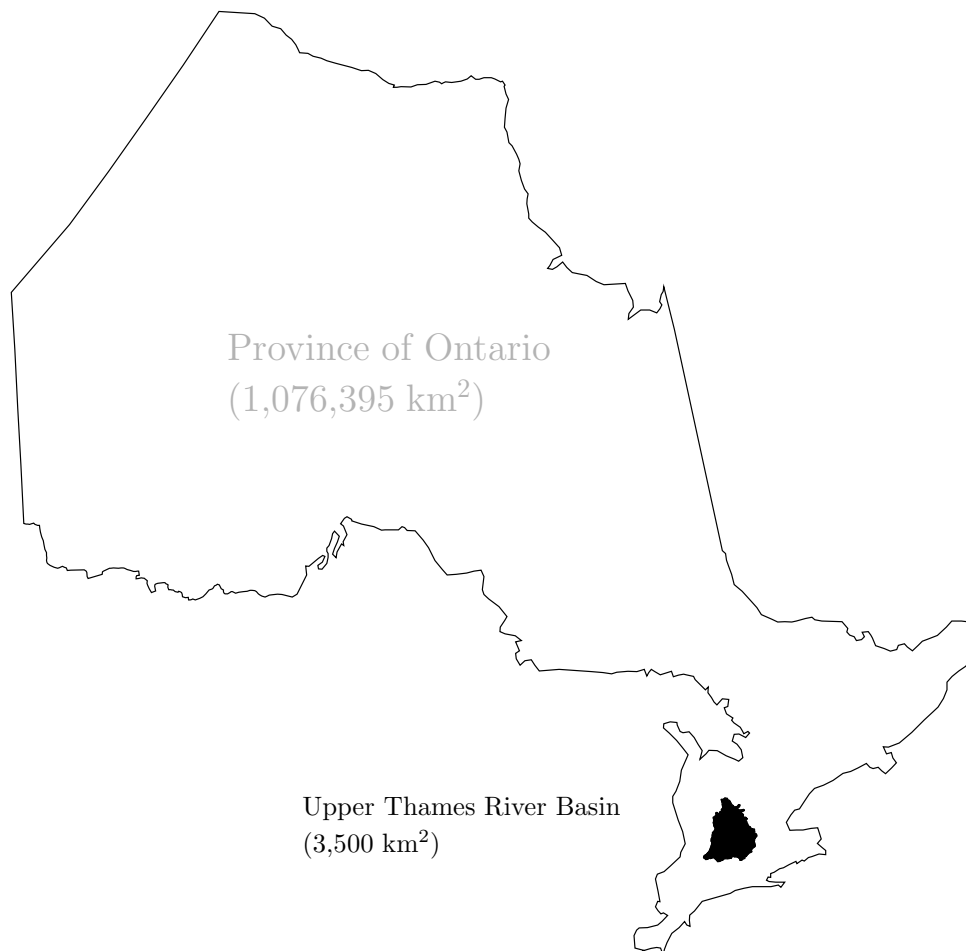 Province of Ontario
(1,076,395 km²)
Upper Thames River Basin
(3,500 km²)